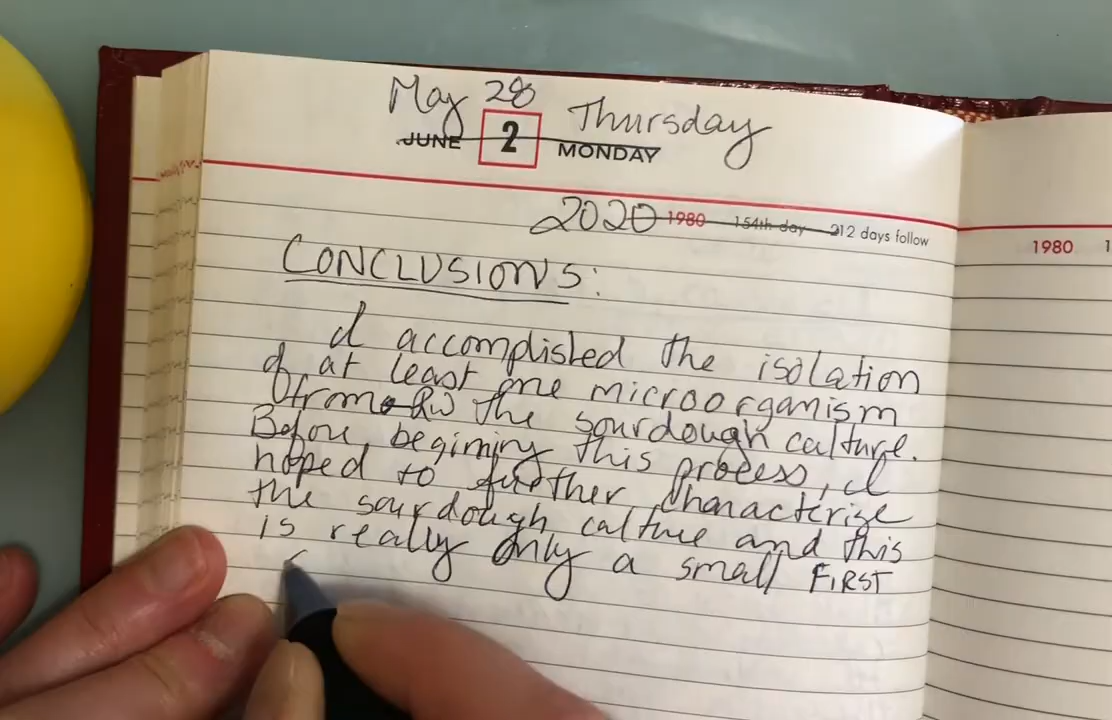 May 28 Thursday
JUNE 2 MONDAY
2020 1980 154th day 212 days follow
CONCLUSIONS:
I accomplished the isolation
of at least one microorganism
from the sourdough culture.
Before begining this process, I
hoped to further characterize
the sourdough culture and this
is really only a small FIRST
1980